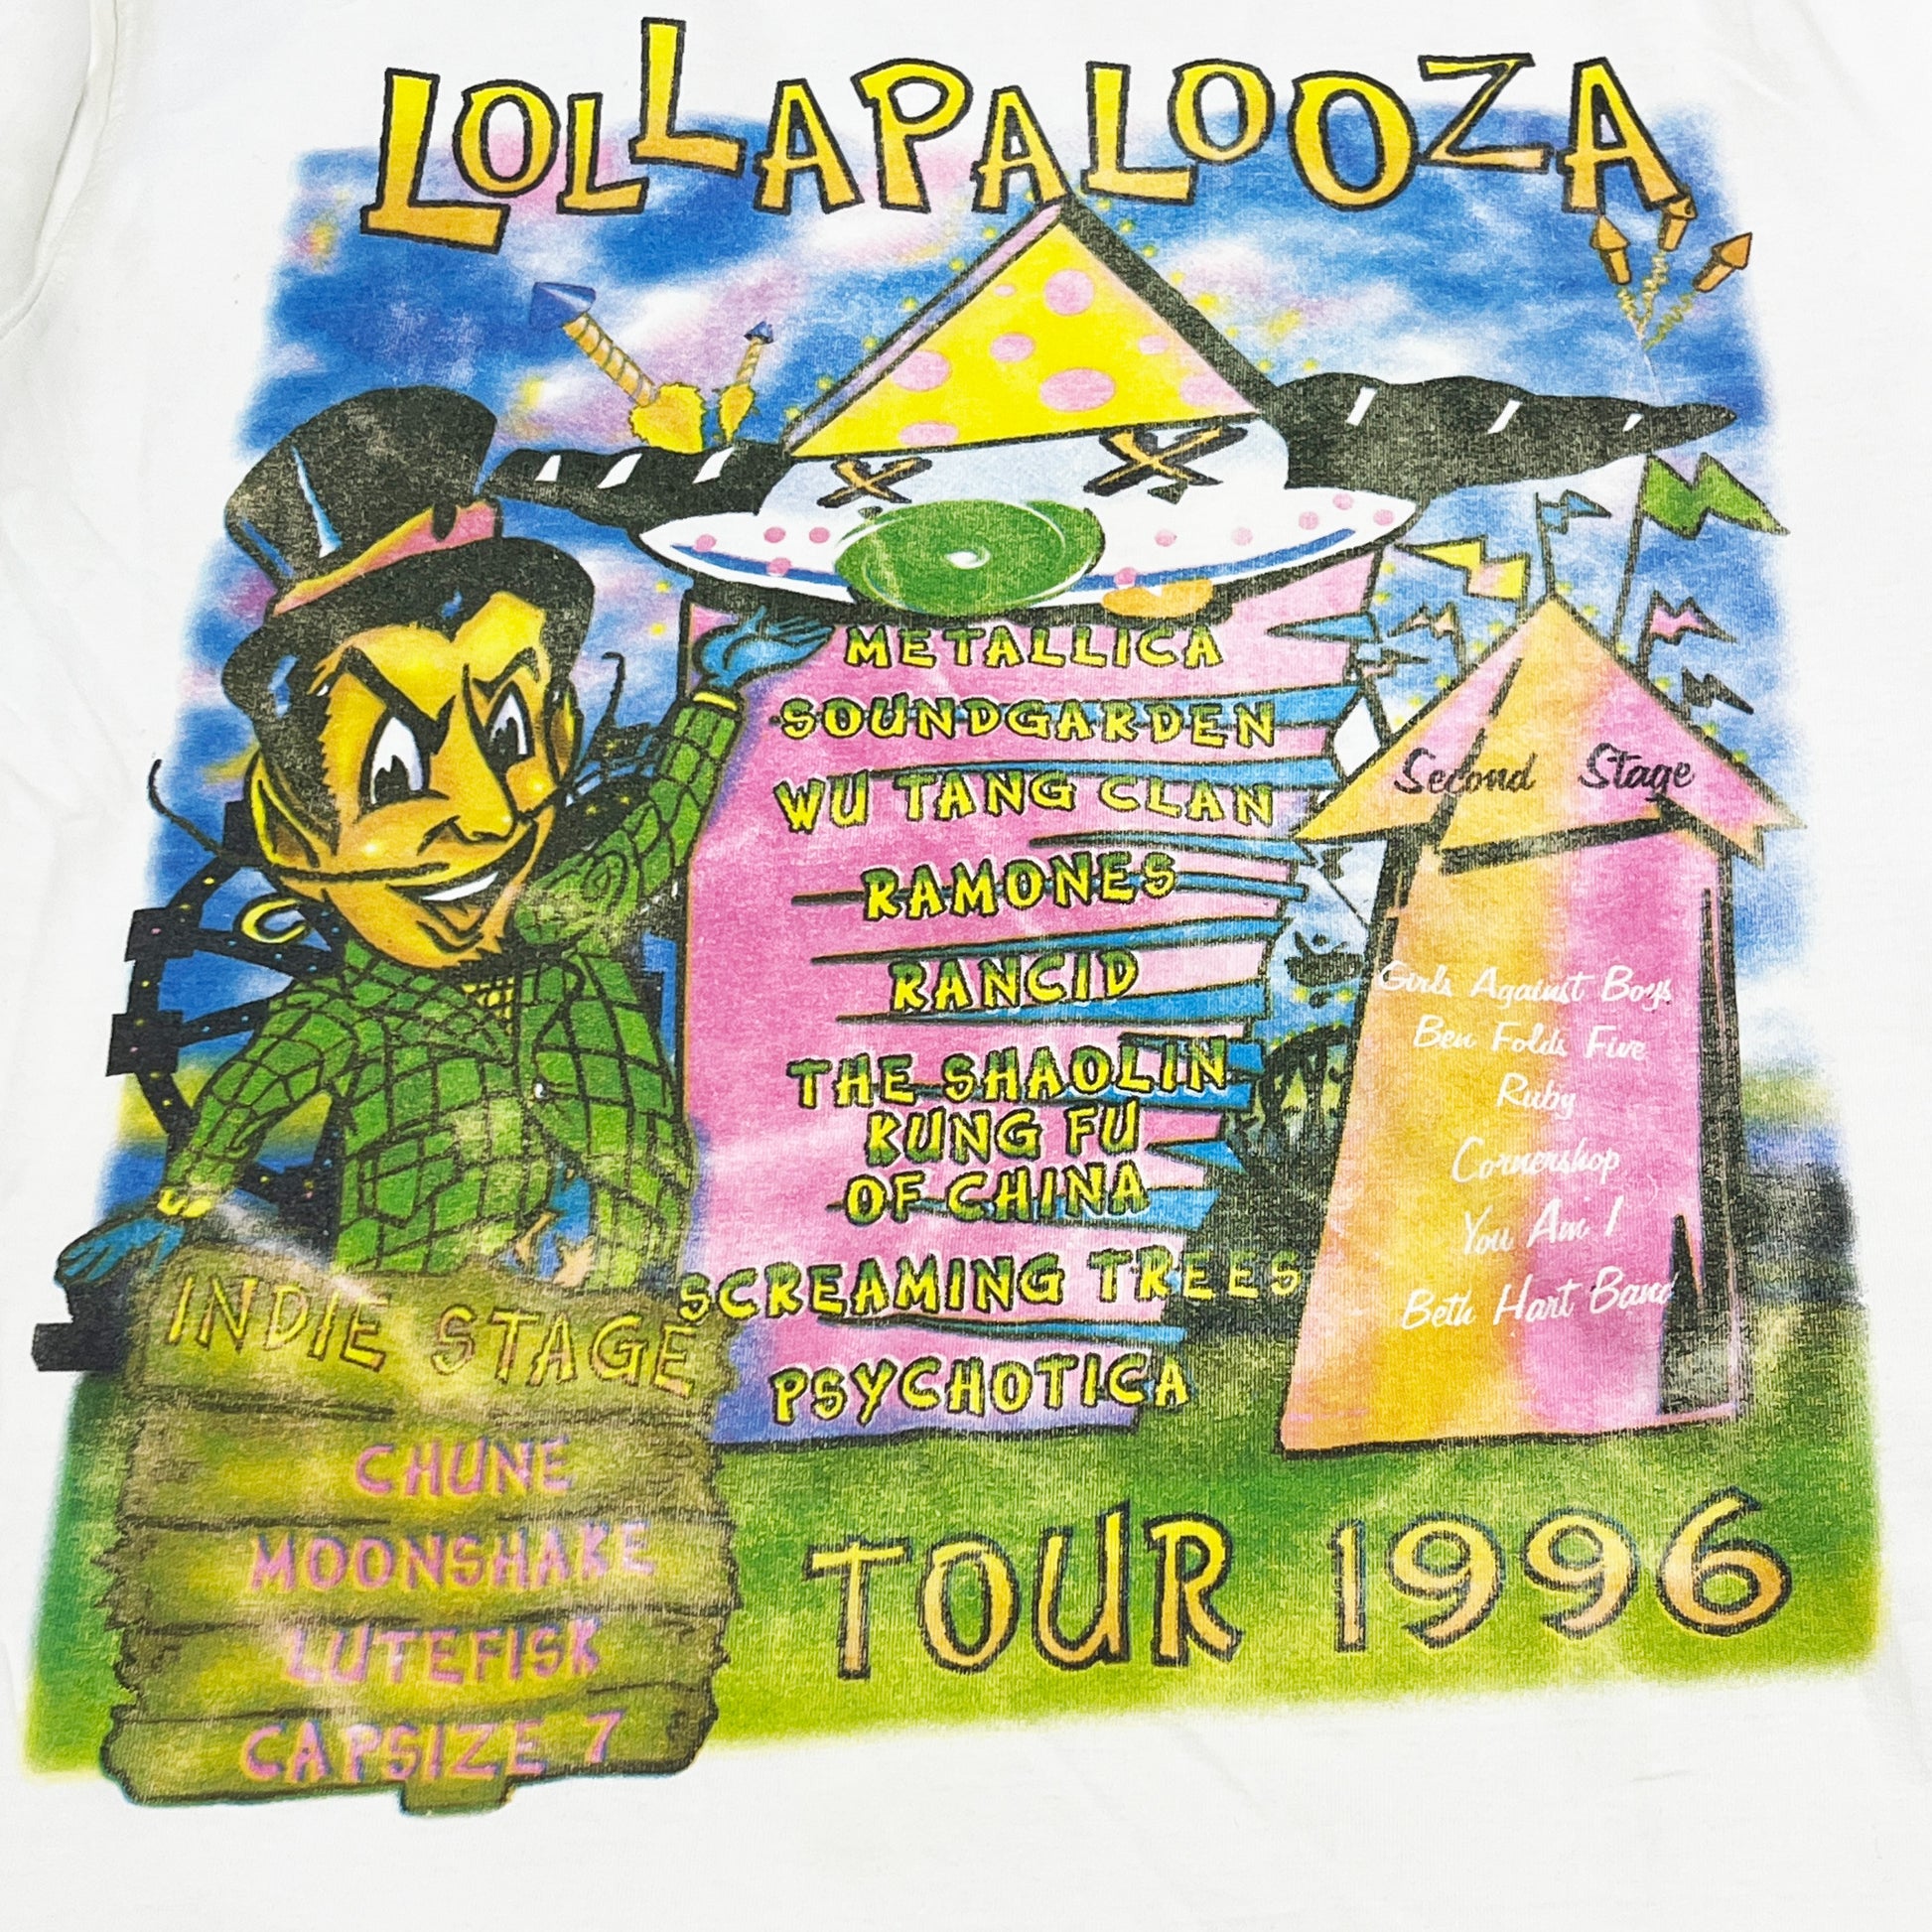 LOLLAPALOOZA
METALLICA
SOUNDGARDEN
WU TANG CLAN
RAMONES
RANCID
THE SHAOLIN
KUNG FU
OF CHINA
SCREAMING TREES
PSYCHOTICA
Second Stage
Girls Against Boys
Ben Folds Five
Ruby
Cornershop
You Am I
Beth Hart Band
INDIE STAGE
CHUNE
MOONSHAKE
LUTEFISK
CAPSIZE 7
TOUR 1996